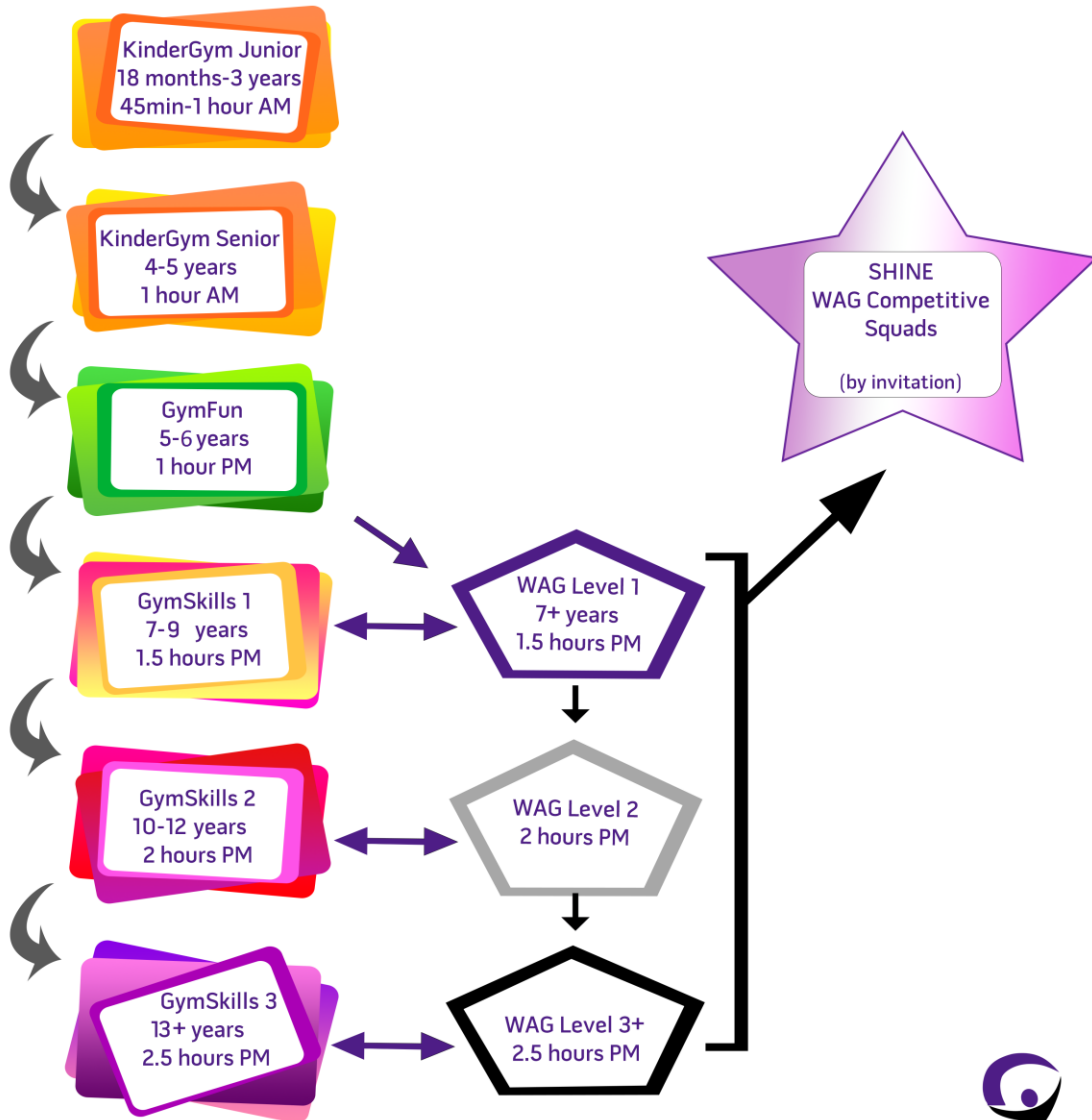 KinderGym Junior
18 months-3 years
45min-1 hour AM
KinderGym Senior
4-5 years
1 hour AM
GymFun
5-6 years
1 hour PM
GymSkills 1
7-9 years
1.5 hours PM
GymSkills 2
10-12 years
2 hours PM
GymSkills 3
13+ years
2.5 hours PM
WAG Level 1
7+ years
1.5 hours PM
WAG Level 2
2 hours PM
WAG Level 3+
2.5 hours PM
SHINE
WAG Competitive
Squads
(by invitation)